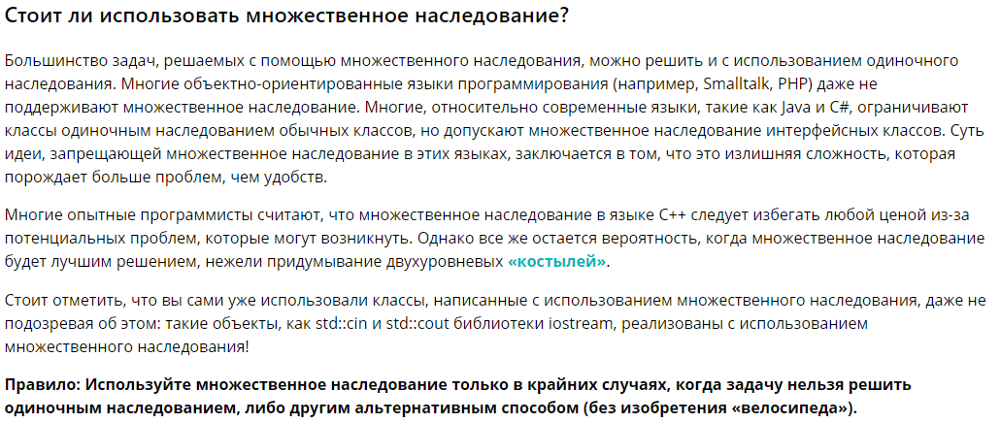 Стоит ли использовать множественное наследование?
Большинство задач, решаемых с помощью множественного наследования, можно решить и с использованием одиночного
наследования. Многие объектно-ориентированные языки программирования (например, Smalltalk, PHP) даже не
поддерживают множественное наследование. Многие, относительно современные языки, такие как Java и C#, ограничивают
классы одиночным наследованием обычных классов, но допускают множественное наследование интерфейсных классов. Суть
идеи, запрещающей множественное наследование в этих языках, заключается в том, что это излишняя сложность, которая
порождает больше проблем, чем удобств.
Многие опытные программисты считают, что множественное наследование в языке C++ следует избегать любой ценой из-за
потенциальных проблем, которые могут возникнуть. Однако все же остается вероятность, когда множественное наследование
будет лучшим решением, нежели придумывание двухуровневых «костылей».
Стоит отметить, что вы сами уже использовали классы, написанные с использованием множественного наследования, даже не
подозревая об этом: такие объекты, как std::cin и std::cout библиотеки iostream, реализованы с использованием
множественного наследования!
Правило: Используйте множественное наследование только в крайних случаях, когда задачу нельзя решить
одиночным наследованием, либо другим альтернативным способом (без изобретения «велосипеда»).